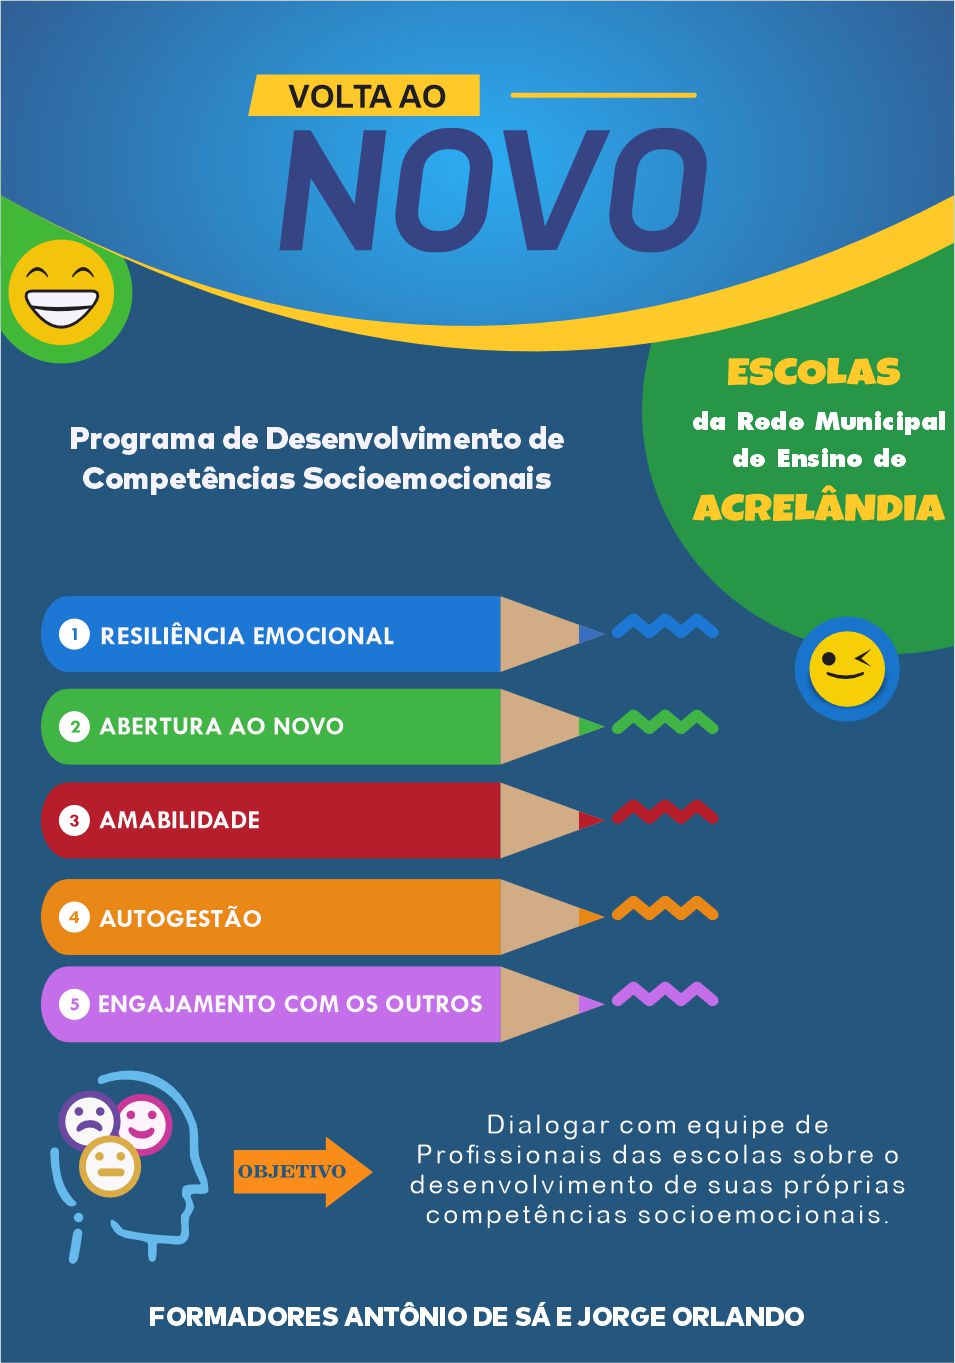 VOLTA AO
NOVO
ESCOLAS
da Rede Municipal
de Ensino de
ACRELÂNDIA
Programa de Desenvolvimento de
Competências Socioemocionais
1 RESILIÊNCIA EMOCIONAL
2 ABERTURA AO NOVO
3 AMABILIDADE
4 AUTOGESTÃO
5 ENGAJAMENTO COM OS OUTROS
OBJETIVO
Dialogar com equipe de
Profissionais das escolas sobre o
desenvolvimento de suas próprias
competências socioemocionais.
FORMADORES ANTÔNIO DE SÁ E JORGE ORLANDO